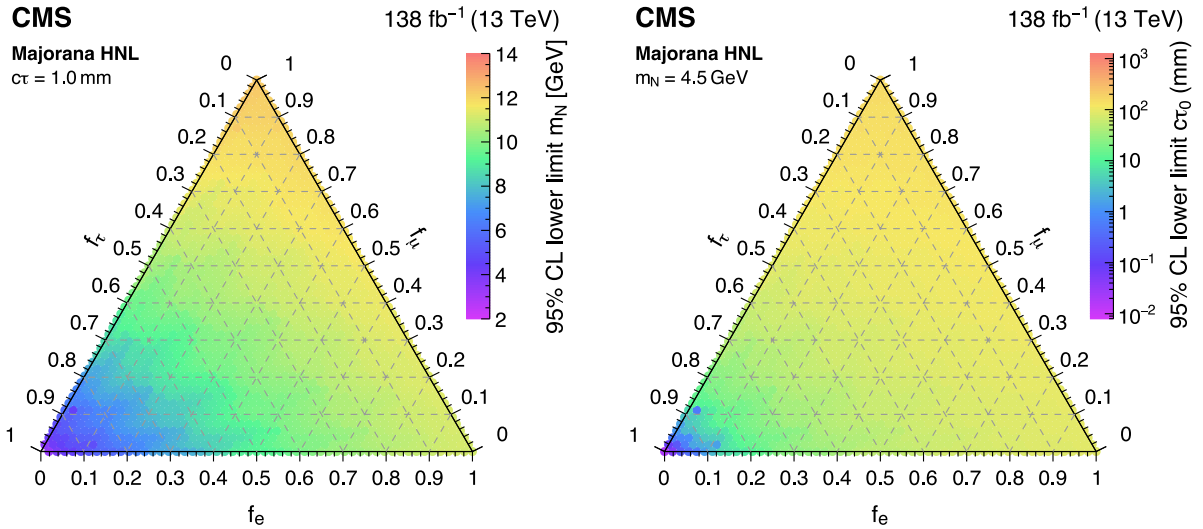 CMS 138 fb⁻¹ (13 TeV)
Majorana HNL
cτ = 1.0 mm
0 1
0.1 0.9
0.2 0.8
0.3 0.7
0.4 0.6
f_τ f_μ
0.5 0.5
0.6 0.4
0.7 0.3
0.8 0.2
0.9 0.1
1 0
0 0.1 0.2 0.3 0.4 0.5 0.6 0.7 0.8 0.9 1
f_e
14
12
10
8
6
4
2
95% CL lower limit m_N [GeV]
CMS 138 fb⁻¹ (13 TeV)
Majorana HNL
m_N = 4.5 GeV
0 1
0.1 0.9
0.2 0.8
0.3 0.7
0.4 0.6
f_τ f_μ
0.5 0.5
0.6 0.4
0.7 0.3
0.8 0.2
0.9 0.1
1 0
0 0.1 0.2 0.3 0.4 0.5 0.6 0.7 0.8 0.9 1
f_e
10³
10²
10
1
10⁻¹
10⁻²
95% CL lower limit cτ₀ (mm)